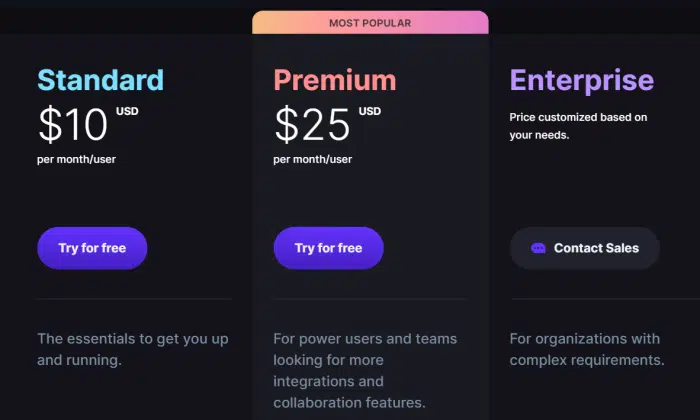 MOST POPULAR
Standard
$10 USD
per month/user
Try for free
The essentials to get you up
and running.
Premium
$25 USD
per month/user
Try for free
For power users and teams
looking for more
integrations and
collaboration features.
Enterprise
Price customized based on
your needs.
Contact Sales
For organizations with
complex requirements.